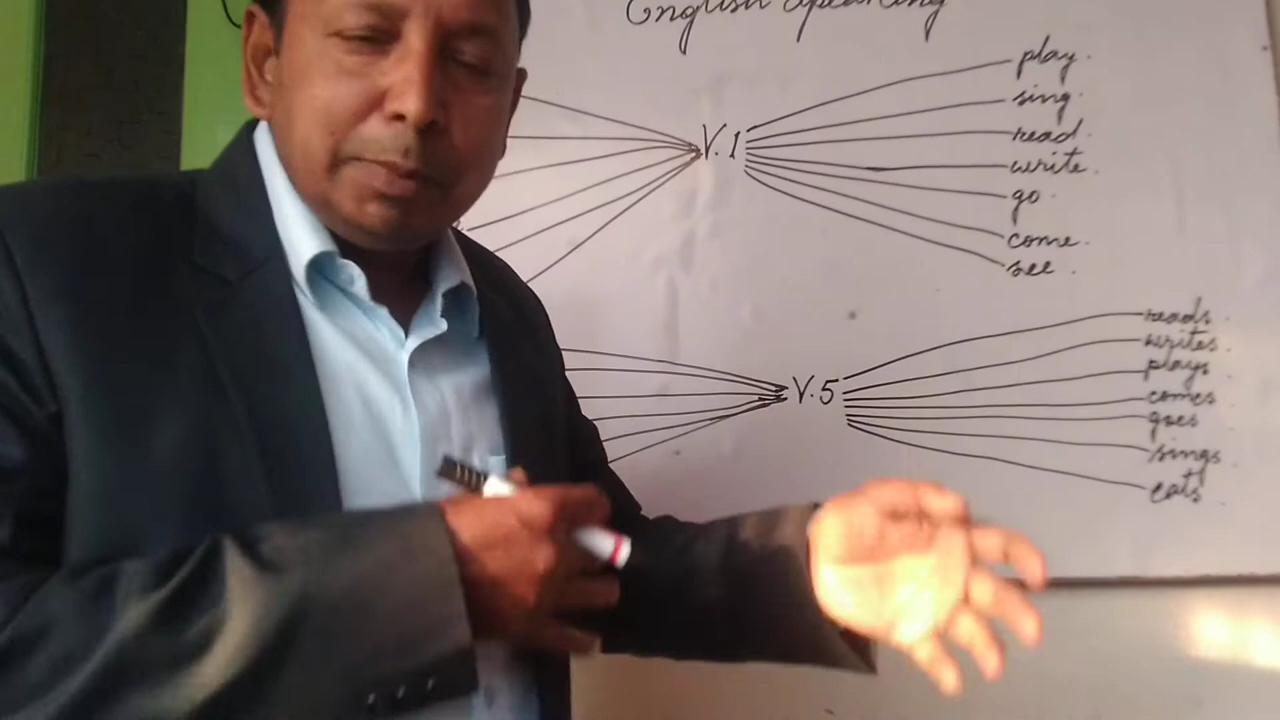 English Speaking
V.1
play.
sing.
read.
write.
go.
come.
see.
V.5
reads.
writes.
plays
comes
goes
sings.
eats.